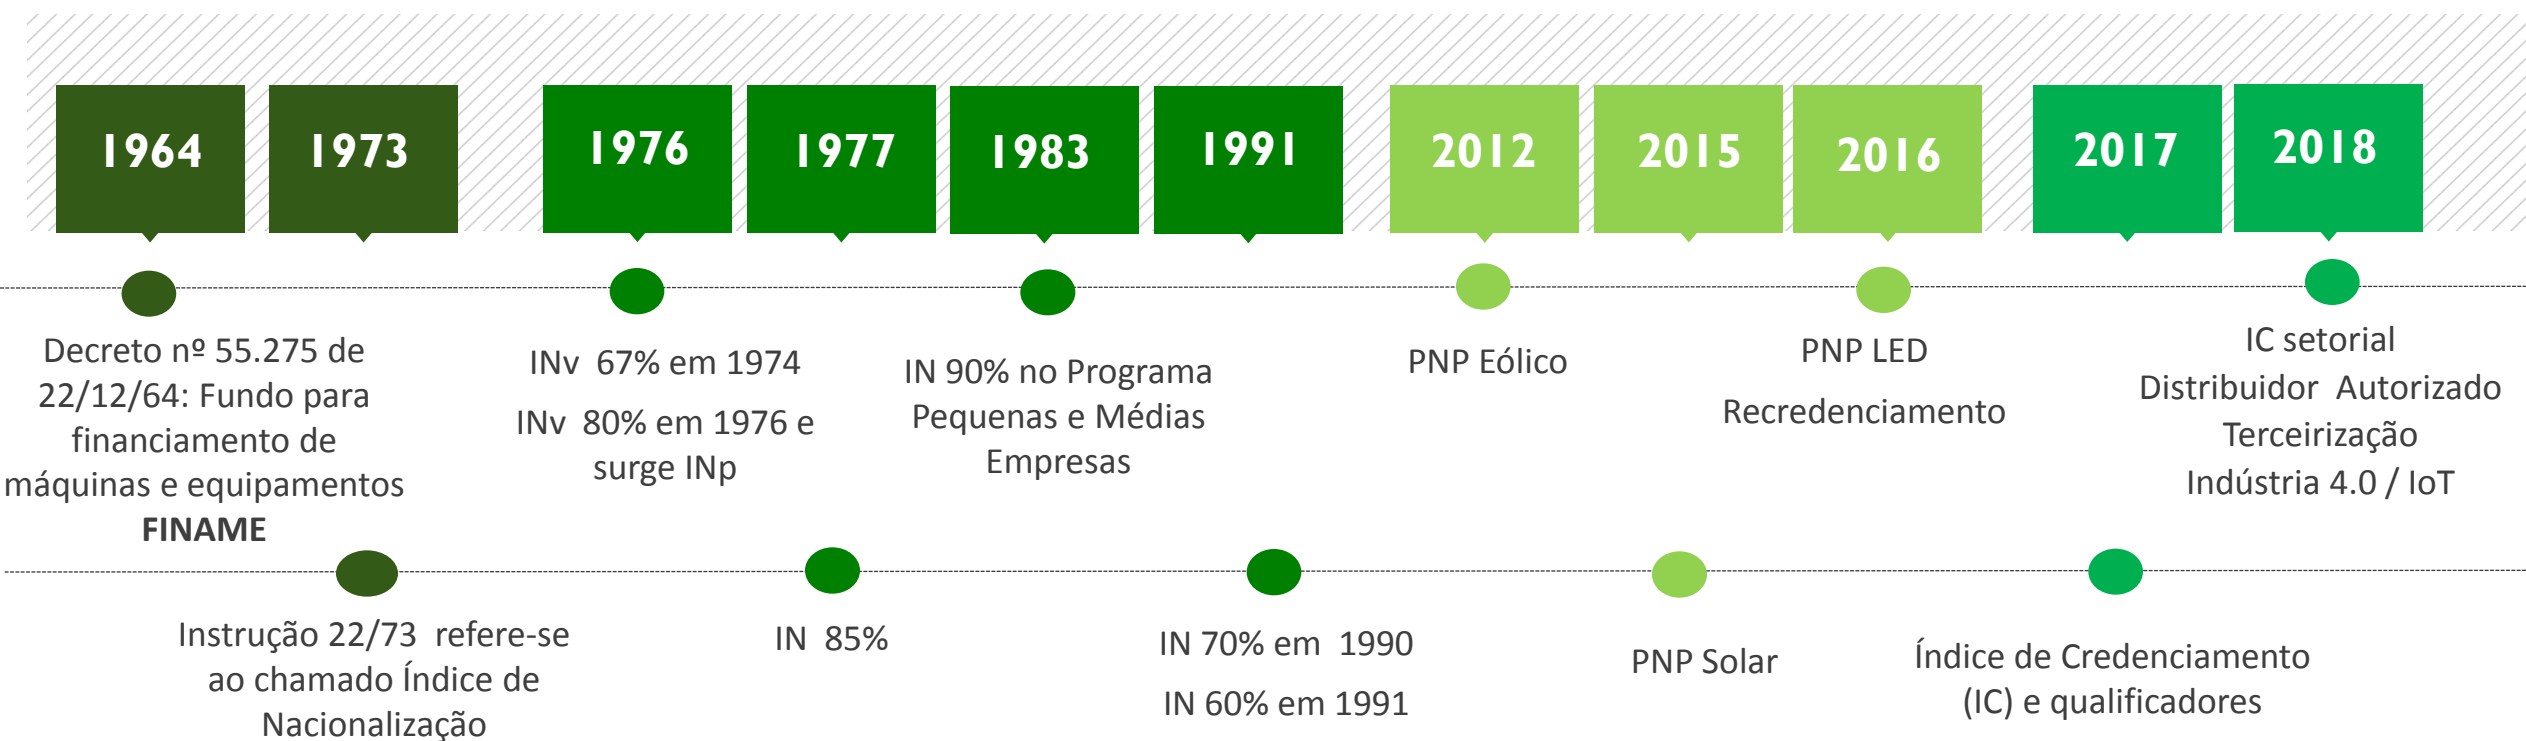 1964
1973
1976
1977
1983
1991
2012
2015
2016
2017
2018
Decreto nº 55.275 de
22/12/64: Fundo para
financiamento de
máquinas e equipamentos
FINAME
INv 67% em 1974
INv 80% em 1976 e
surge INp
IN 90% no Programa
Pequenas e Médias
Empresas
PNP Eólico
PNP LED
Recredenciamento
IC setorial
Distribuidor Autorizado
Terceirização
Indústria 4.0 / IoT
Instrução 22/73 refere-se
ao chamado Índice de
Nacionalização
IN 85%
IN 70% em 1990
IN 60% em 1991
PNP Solar
Índice de Credenciamento
(IC) e qualificadores